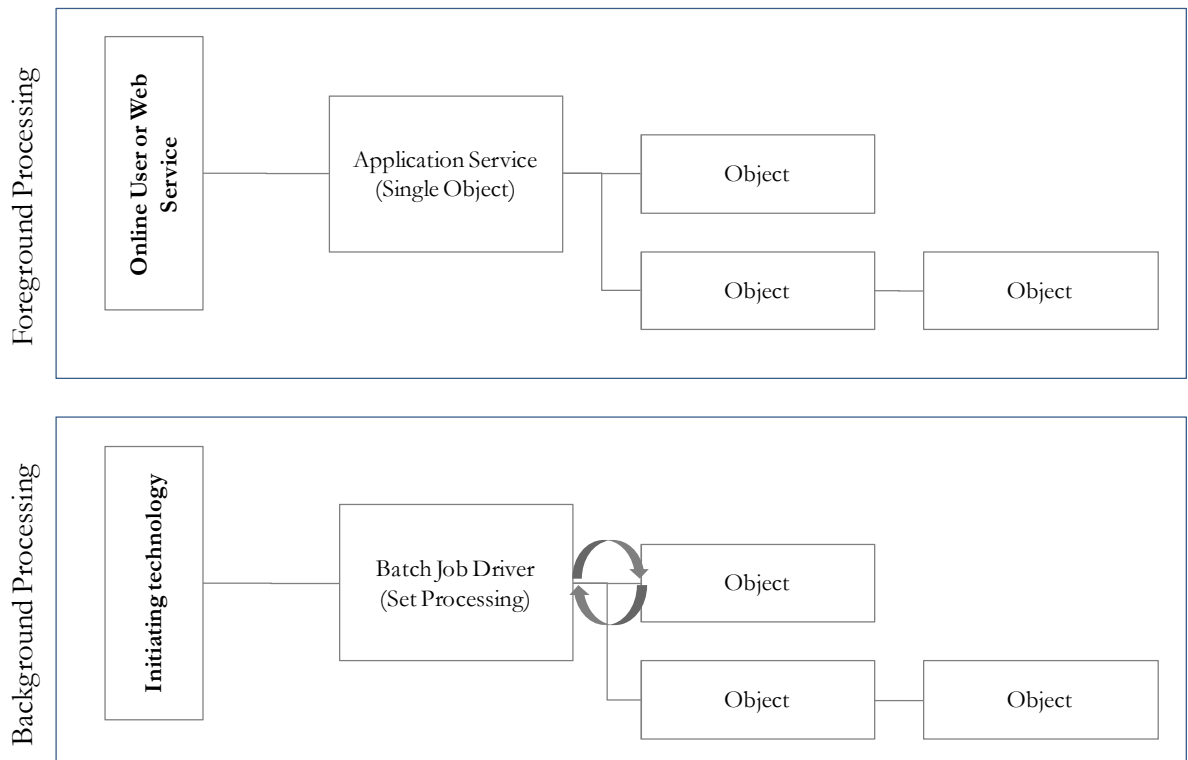 Foreground Processing
Online User or Web
Service
Application Service
(Single Object)
Object
Object
Object
Background Processing
Initiating technology
Batch Job Driver
(Set Processing)
Object
Object
Object